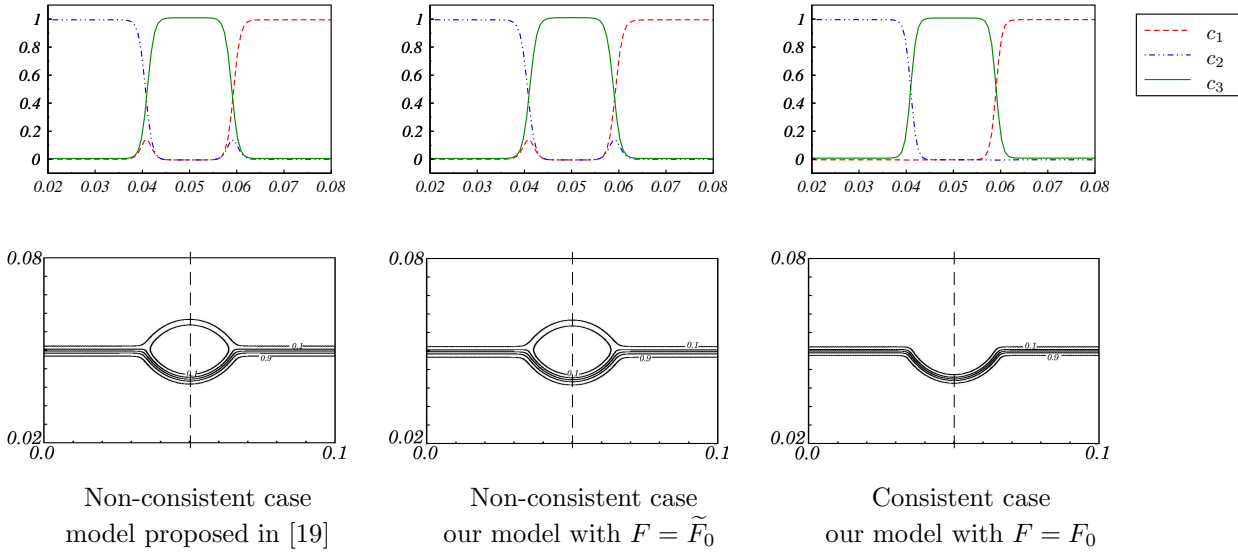 1
0.8
0.6
0.4
0.2
0
0.02 0.03 0.04 0.05 0.06 0.07 0.08
1
0.8
0.6
0.4
0.2
0
0.02 0.03 0.04 0.05 0.06 0.07 0.08
1
0.8
0.6
0.4
0.2
0
0.02 0.03 0.04 0.05 0.06 0.07 0.08
c₁
c₂
c₃
0.08
0.1
0.9
0.1
0.02
0.0 0.1
0.08
0.1
0.9
0.1
0.02
0.0 0.1
0.08
0.1
0.9
0.02
0.0 0.1
Non-consistent case
model proposed in [19]
Non-consistent case
our model with F = F̃₀
Consistent case
our model with F = F₀